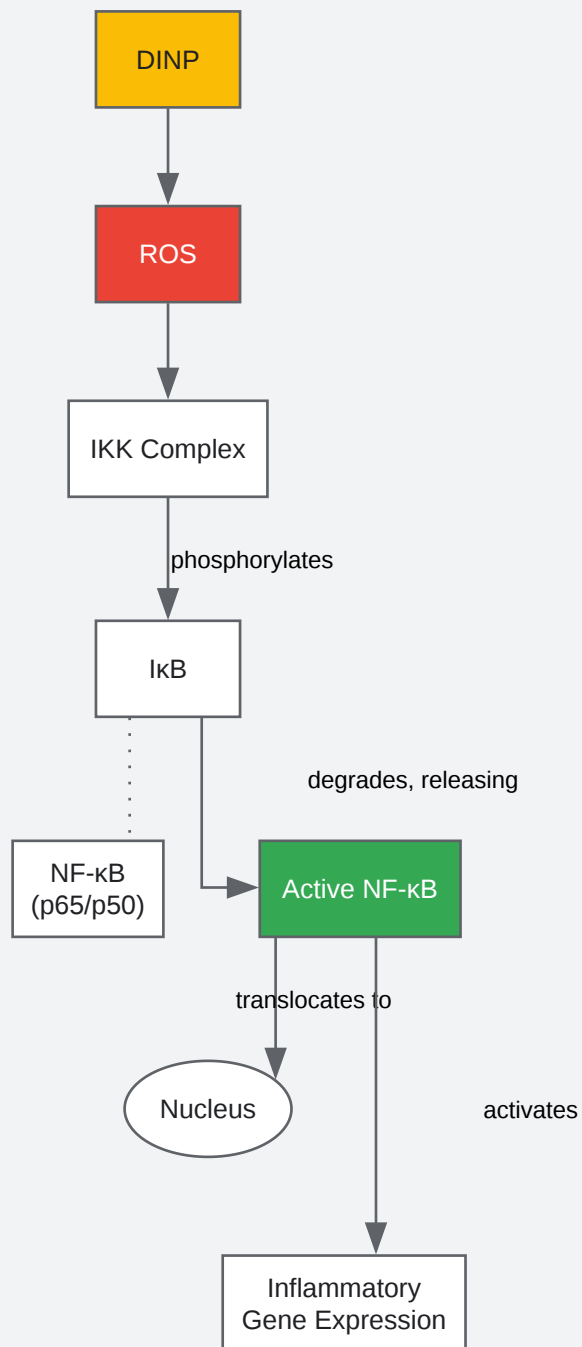 DINP
ROS
IKK Complex
phosphorylates
IκB
degrades, releasing
NF-κB
(p65/p50)
Active NF-κB
translocates to
Nucleus
activates
Inflammatory
Gene Expression